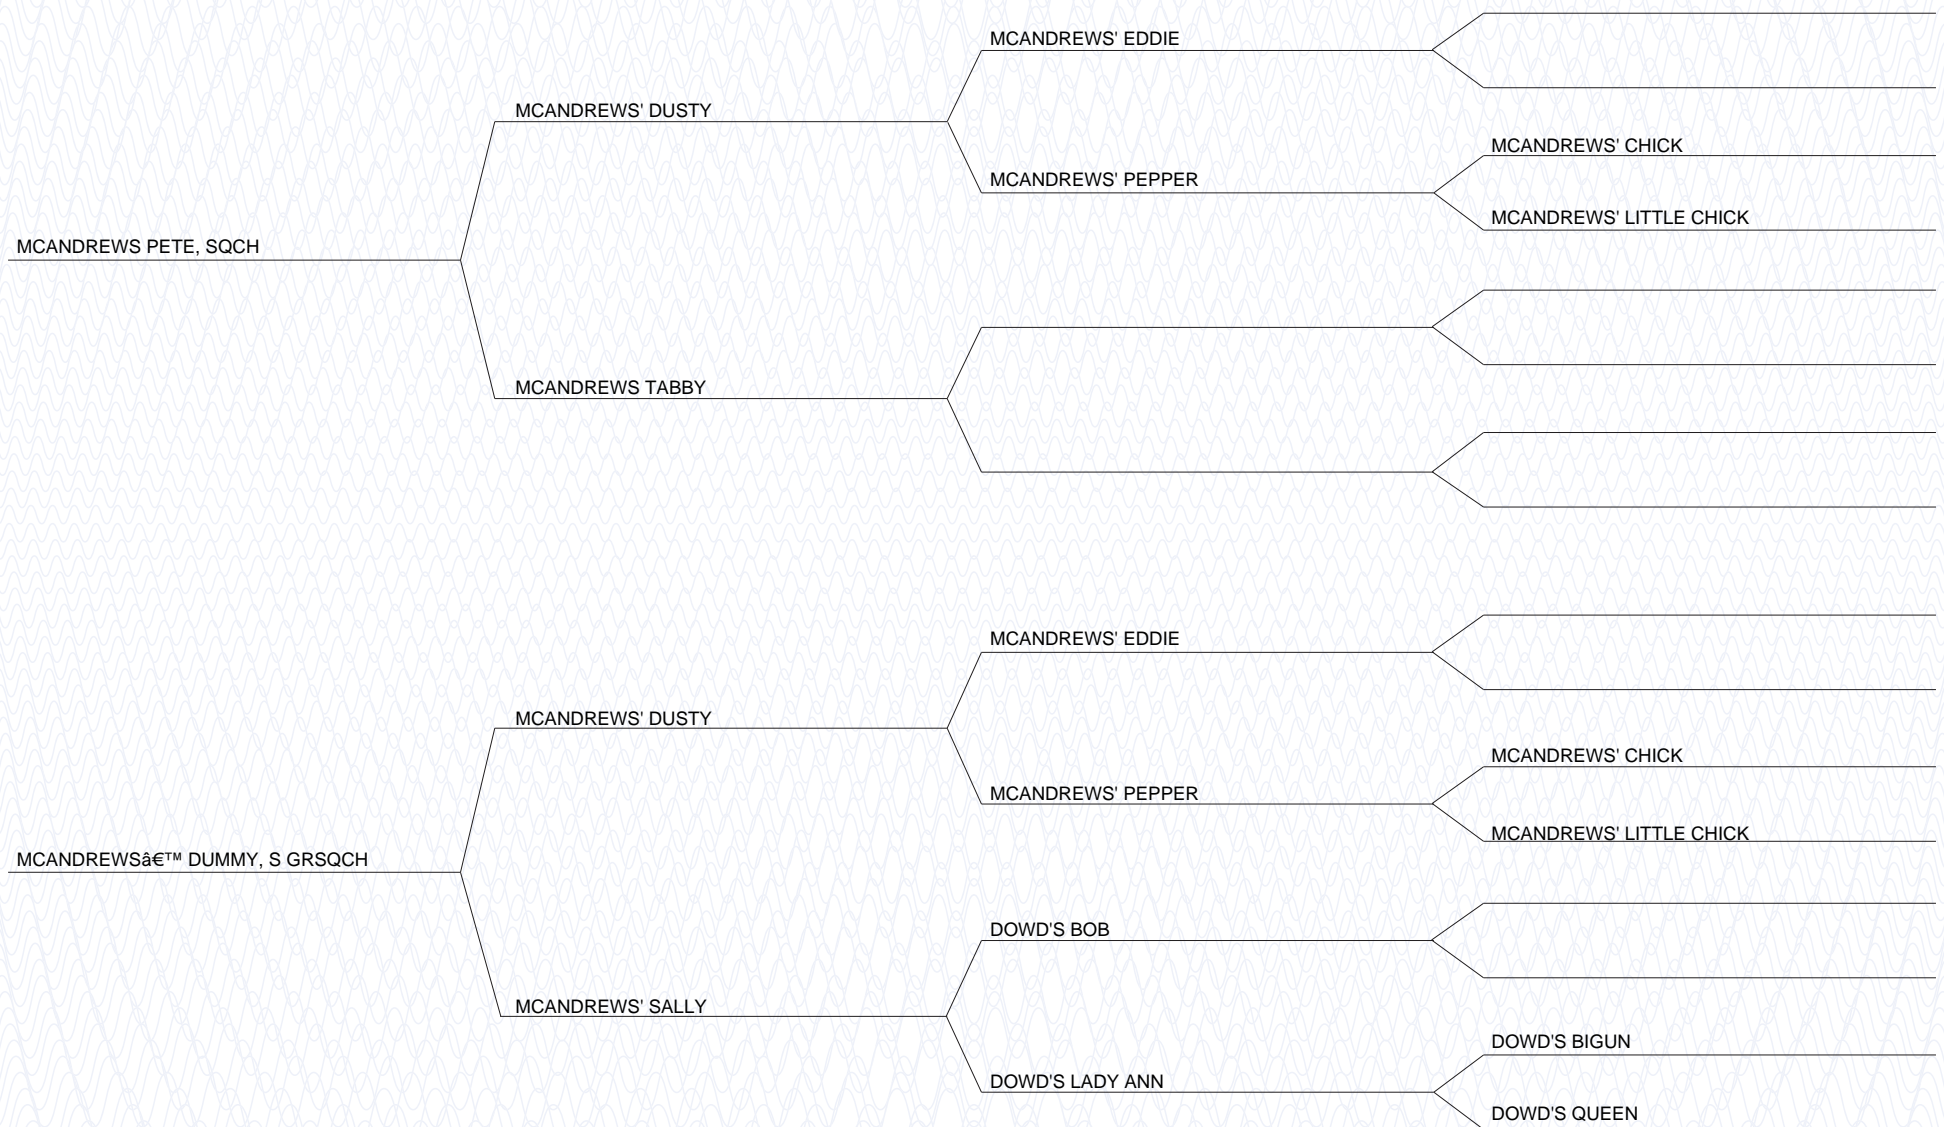 MCANDREWS' EDDIE
MCANDREWS' DUSTY
MCANDREWS' CHICK
MCANDREWS' PEPPER
MCANDREWS' LITTLE CHICK
MCANDREWS PETE, SQCH
MCANDREWS TABBY
MCANDREWS' EDDIE
MCANDREWS' DUSTY
MCANDREWS' CHICK
MCANDREWS' PEPPER
MCANDREWS' LITTLE CHICK
MCANDREWSâ€™ DUMMY, S GRSQCH
DOWD'S BOB
MCANDREWS' SALLY
DOWD'S BIGUN
DOWD'S LADY ANN
DOWD'S QUEEN